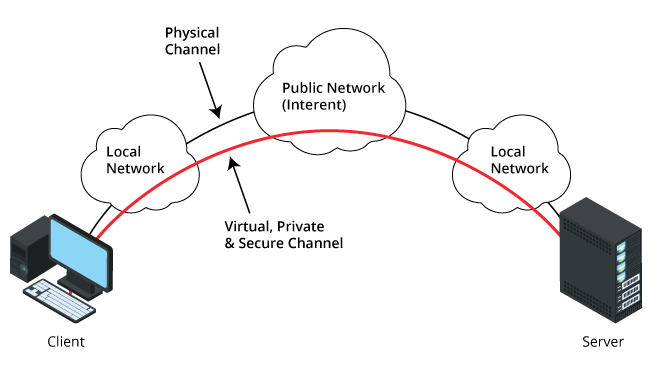 Physical
Channel
Public Network
(Interent)
Local
Network
Local
Network
Virtual, Private
& Secure Channel
Client
Server